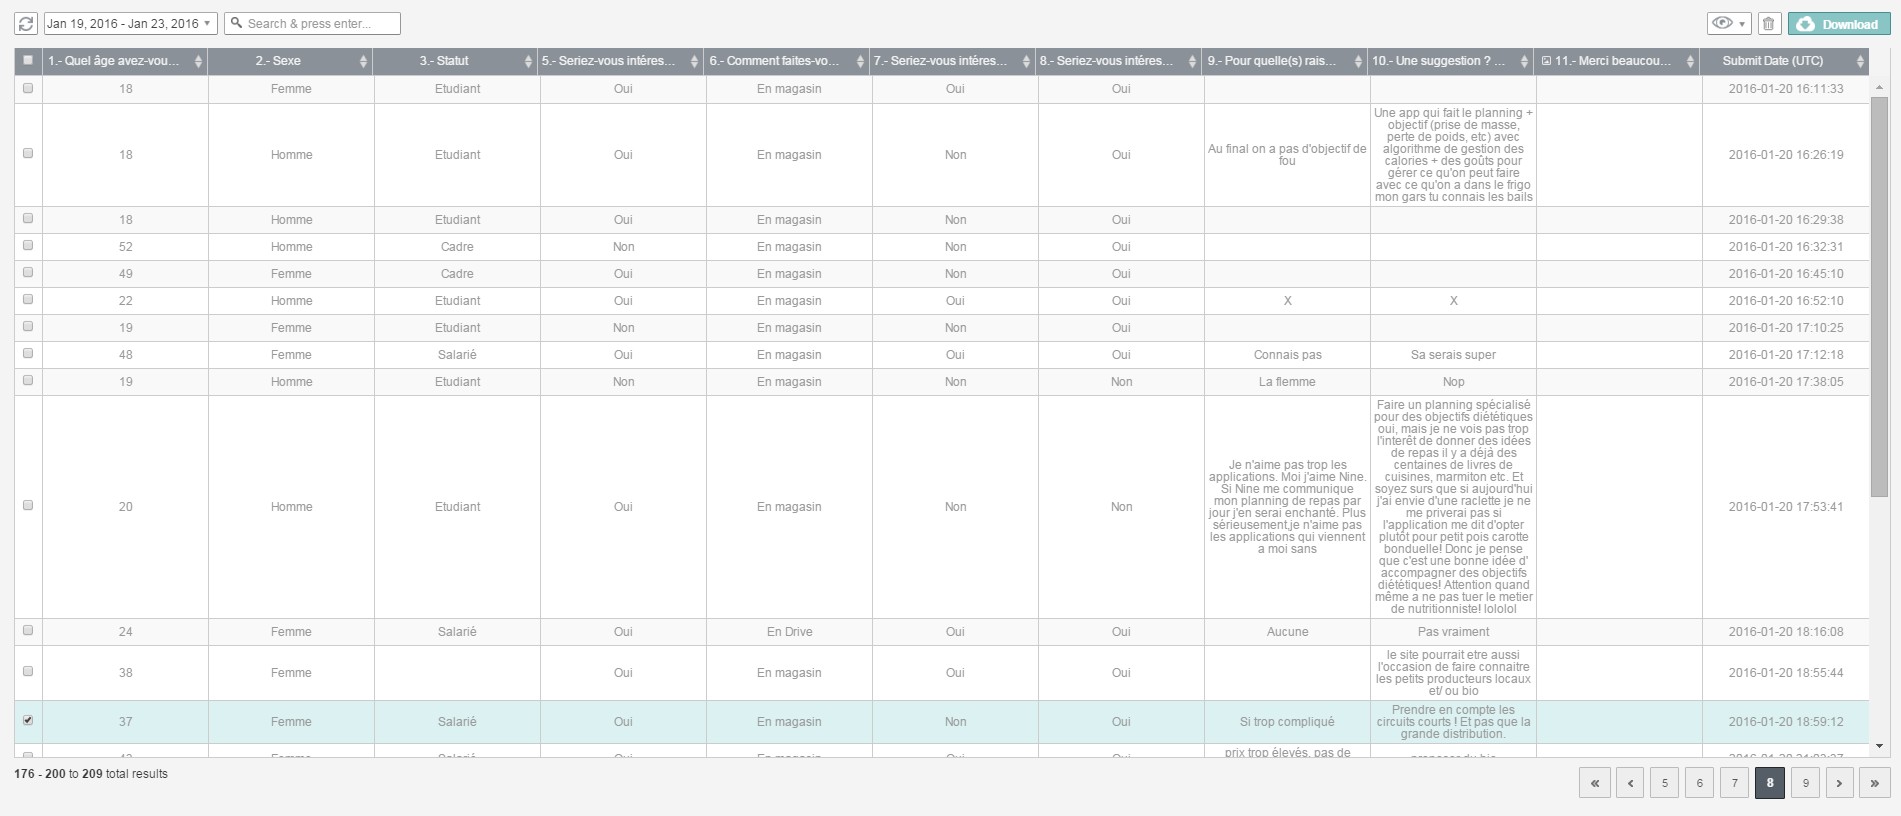 Jan 19, 2016 - Jan 23, 2016
Search & press enter...
Download
1.- Quel âge avez-vou... 2.- Sexe 3.- Statut 5.- Seriez-vous intéres... 6.- Comment faites-vo... 7.- Seriez-vous intéres... 8.- Seriez-vous intéres... 9.- Pour quelle(s) rais... 10.- Une suggestion ? ... 11.- Merci beaucou... Submit Date (UTC)
18 Femme Etudiant Oui En magasin Oui Oui 2016-01-20 16:11:33
18 Homme Etudiant Oui En magasin Non Oui
Au final on a pas d'objectif de
fou
Une app qui fait le planning +
objectif (prise de masse,
perte de poids, etc) avec
algorithme de gestion des
calories + des goûts pour
gérer ce qu'on peut faire
avec ce qu'on a dans le frigo
mon gars tu connais les bails
2016-01-20 16:26:19
18 Homme Etudiant Oui En magasin Non Oui 2016-01-20 16:29:38
52 Homme Cadre Non En magasin Non Oui 2016-01-20 16:32:31
49 Femme Cadre Oui En magasin Non Oui 2016-01-20 16:45:10
22 Homme Etudiant Oui En magasin Oui Oui X X 2016-01-20 16:52:10
19 Femme Etudiant Non En magasin Non Oui 2016-01-20 17:10:25
48 Femme Salarié Oui En magasin Oui Oui Connais pas Sa serais super 2016-01-20 17:12:18
19 Homme Etudiant Non En magasin Non Non La flemme Nop 2016-01-20 17:38:05
20 Homme Etudiant Oui En magasin Non Non
Je n'aime pas trop les
applications. Moi j'aime Nine.
Si Nine me communique
mon planning de repas par
jour j'en serai enchanté. Plus
sérieusement,je n'aime pas
les applications qui viennent
a moi sans
Faire un planning spécialisé
pour des objectifs diététiques
oui, mais je ne vois pas trop
l'interêt de donner des idées
de repas il y a déjà des
centaines de livres de
cuisines, marmiton etc. Et
soyez surs que si aujourd'hui
j'ai envie d'une raclette je ne
me priverai pas si
l'application me dit d'opter
plutôt pour petit pois carotte
bonduelle! Donc je pense
que c'est une bonne idée d'
accompagner des objectifs
diététiques! Attention quand
même a ne pas tuer le metier
de nutritionniste! lololol
2016-01-20 17:53:41
24 Femme Salarié Oui En Drive Oui Oui Aucune Pas vraiment 2016-01-20 18:16:08
38 Femme Oui En magasin Oui Oui
le site pourrait etre aussi
l'occasion de faire connaitre
les petits producteurs locaux
et/ ou bio
2016-01-20 18:55:44
37 Femme Salarié Oui En magasin Non Oui Si trop compliqué
Prendre en compte les
circuits courts ! Et pas que la
grande distribution.
2016-01-20 18:59:12
prix trop élevés, pas de
176 - 200 to 209 total results
« ‹ 5 6 7 8 9 › »